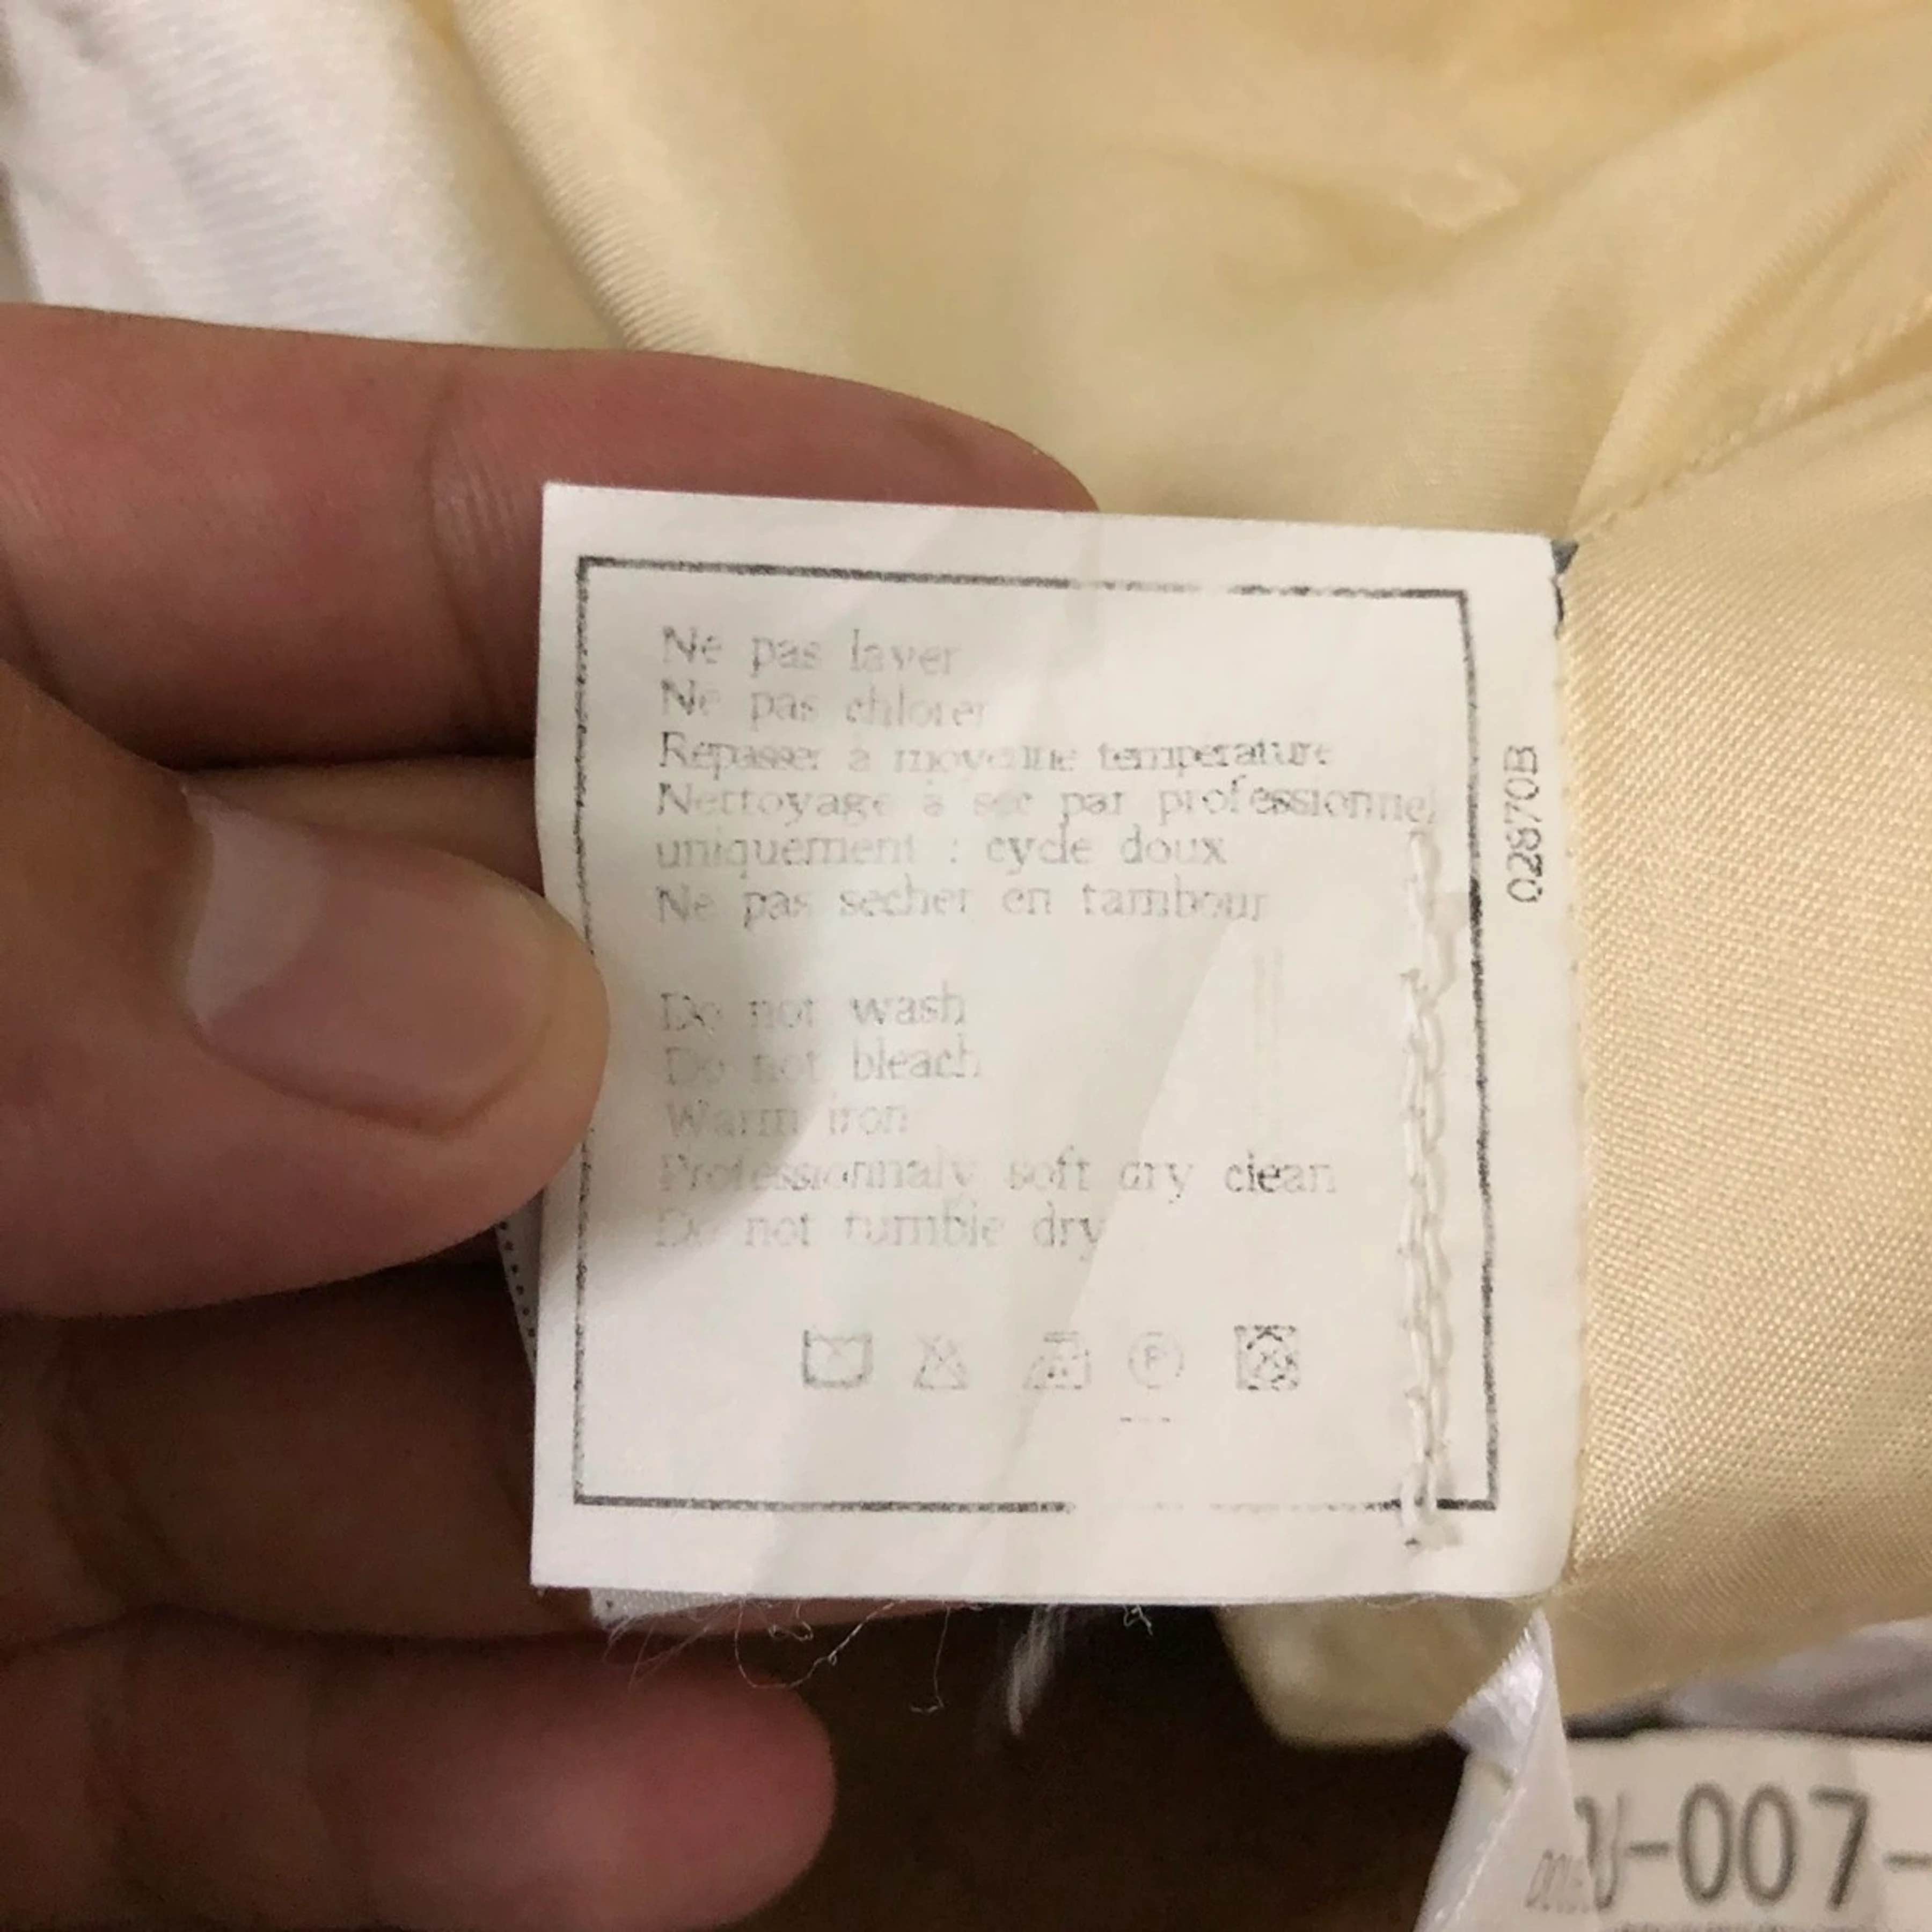 Ne pas laver
Ne pas chlorer
Repasser à moyenne température
Nettoyage à sec par professionnel
uniquement : cycle doux
Ne pas secher en tambour
Do not wash
Do not bleach
Warm iron
Professionnaly soft dry clean
Do not tumble dry
P
02870B
-007-